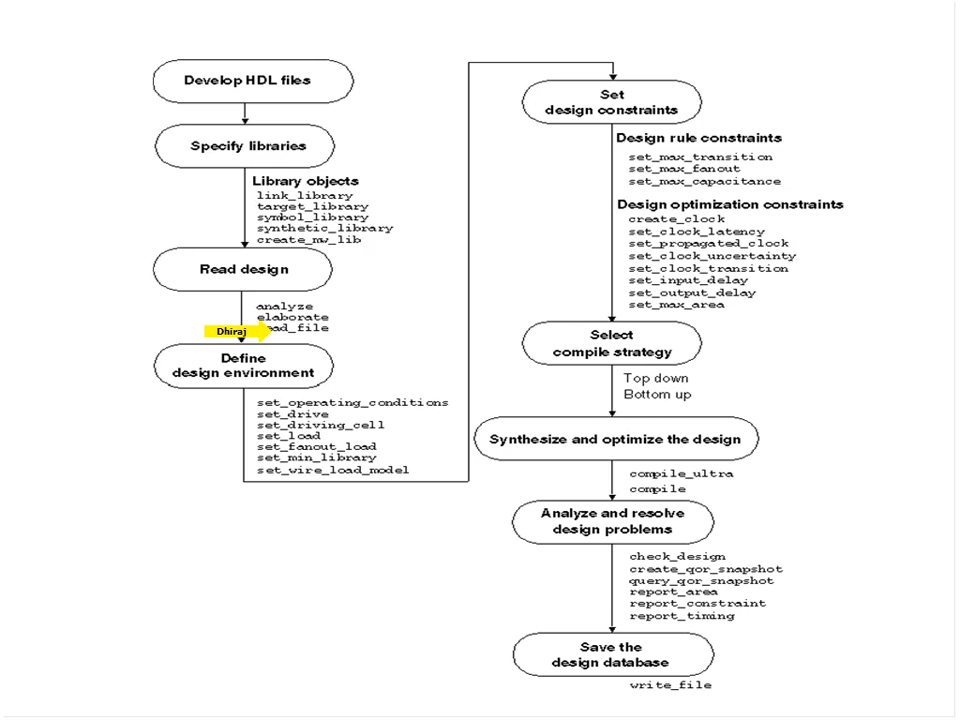 Develop HDL files
Specify libraries
Library objects
link_library
target_library
symbol_library
synthetic_library
create_mw_lib
Read design
analyze
elaborate
read_file
Dhiraj
Define
design environment
set_operating_conditions
set_drive
set_driving_cell
set_load
set_fanout_load
set_min_library
set_wire_load_model
Set
design constraints
Design rule constraints
set_max_transition
set_max_fanout
set_max_capacitance
Design optimization constraints
create_clock
set_clock_latency
set_propagated_clock
set_clock_uncertainty
set_clock_transition
set_input_delay
set_output_delay
set_max_area
Select
compile strategy
Top down
Bottom up
Synthesize and optimize the design
compile_ultra
compile
Analyze and resolve
design problems
check_design
create_qor_snapshot
query_qor_snapshot
report_area
report_constraint
report_timing
Save the
design database
write_file